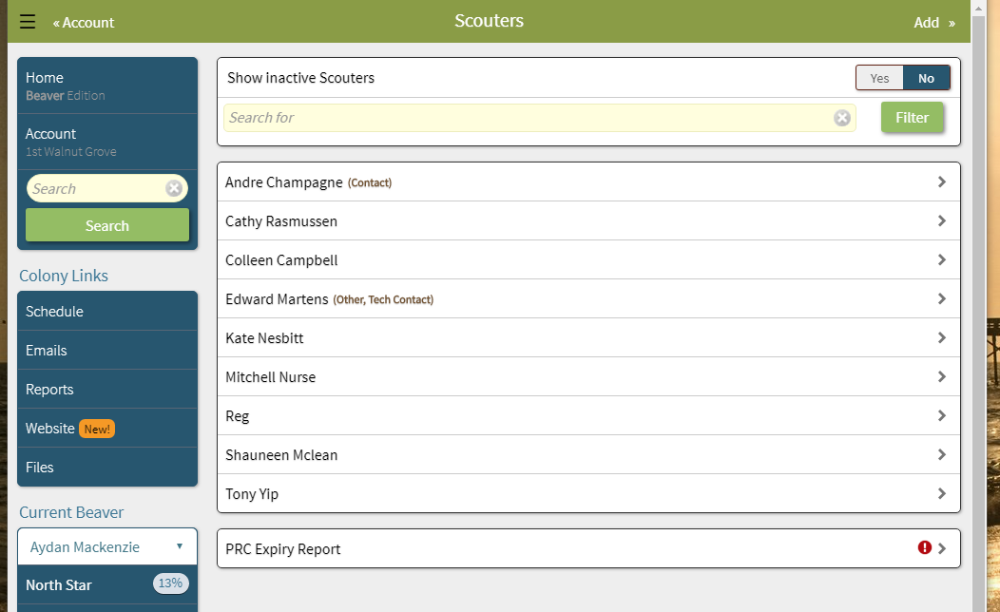 ☰ « Account Scouters Add »
Home
Beaver Edition
Account
1st Walnut Grove
Search
Search
Colony Links
Schedule
Emails
Reports
Website New!
Files
Current Beaver
Aydan Mackenzie
North Star 13%
Show inactive Scouters Yes No
Search for Filter
Andre Champagne (Contact)
Cathy Rasmussen
Colleen Campbell
Edward Martens (Other, Tech Contact)
Kate Nesbitt
Mitchell Nurse
Reg
Shauneen Mclean
Tony Yip
PRC Expiry Report